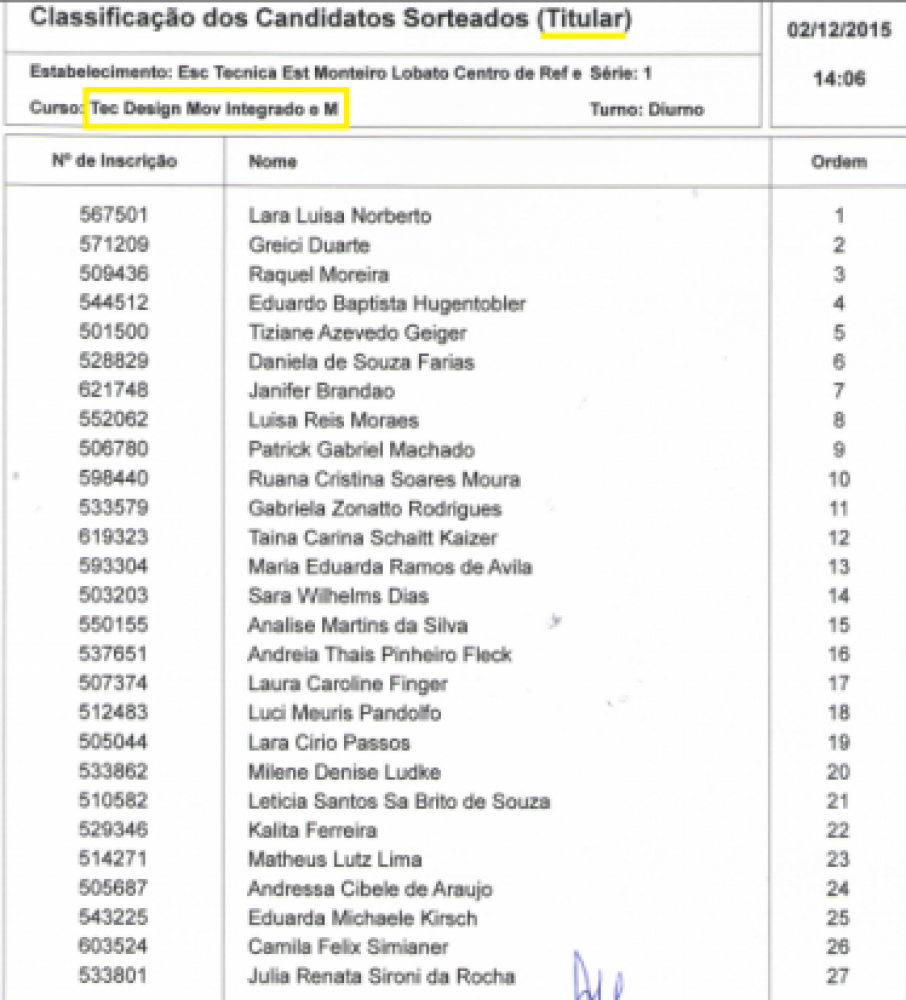 Classificação dos Candidatos Sorteados (Titular)
02/12/2015
Estabelecimento: Esc Tecnica Est Monteiro Lobato Centro de Ref e Série: 1
14:06
Curso: Tec Design Mov Integrado e M Turno: Diurno
Nº de Inscrição Nome Ordem
567501 Lara Luisa Norberto 1
571209 Greici Duarte 2
509436 Raquel Moreira 3
544512 Eduardo Baptista Hugentobler 4
501500 Tiziane Azevedo Geiger 5
528829 Daniela de Souza Farias 6
621748 Janifer Brandao 7
552062 Luisa Reis Moraes 8
506780 Patrick Gabriel Machado 9
598440 Ruana Cristina Soares Moura 10
533579 Gabriela Zonatto Rodrigues 11
619323 Taina Carina Schaitt Kaizer 12
593304 Maria Eduarda Ramos de Avila 13
503203 Sara Wilhelms Dias 14
550155 Analise Martins da Silva 15
537651 Andreia Thais Pinheiro Fleck 16
507374 Laura Caroline Finger 17
512483 Luci Meuris Pandolfo 18
505044 Lara Cirio Passos 19
533862 Milene Denise Ludke 20
510582 Leticia Santos Sa Brito de Souza 21
529346 Kalita Ferreira 22
514271 Matheus Lutz Lima 23
505687 Andressa Cibele de Araujo 24
543225 Eduarda Michaele Kirsch 25
603524 Camila Felix Simianer 26
533801 Julia Renata Sironi da Rocha 27